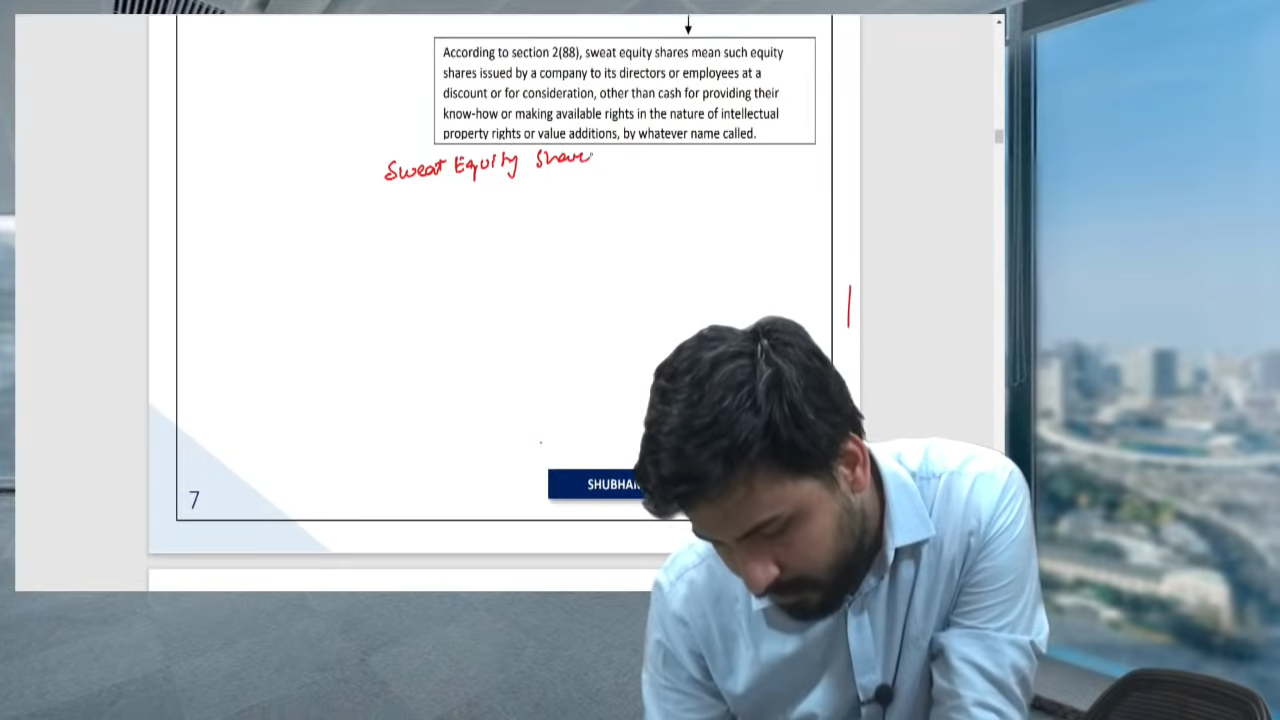 According to section 2(88), sweat equity shares mean such equity
shares issued by a company to its directors or employees at a
discount or for consideration, other than cash for providing their
know-how or making available rights in the nature of intellectual
property rights or value additions, by whatever name called.
Sweat Equity Share
7